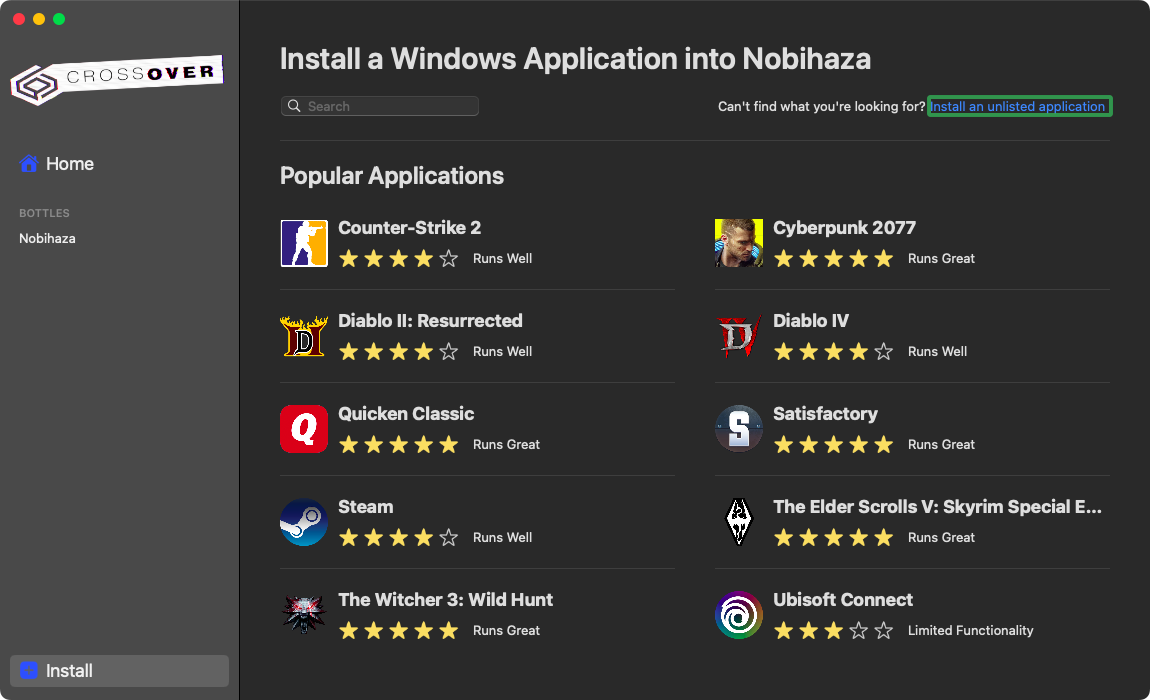 CROSSOVER
Install a Windows Application into Nobihaza
Search
Can't find what you're looking for? Install an unlisted application
Home
BOTTLES
Nobihaza
Popular Applications
Counter-Strike 2
Runs Well
Cyberpunk 2077
Runs Great
Diablo II: Resurrected
Runs Well
Diablo IV
Runs Well
Quicken Classic
Runs Great
Satisfactory
Runs Great
Steam
Runs Well
The Elder Scrolls V: Skyrim Special E...
Runs Great
The Witcher 3: Wild Hunt
Runs Great
Ubisoft Connect
Limited Functionality
Install